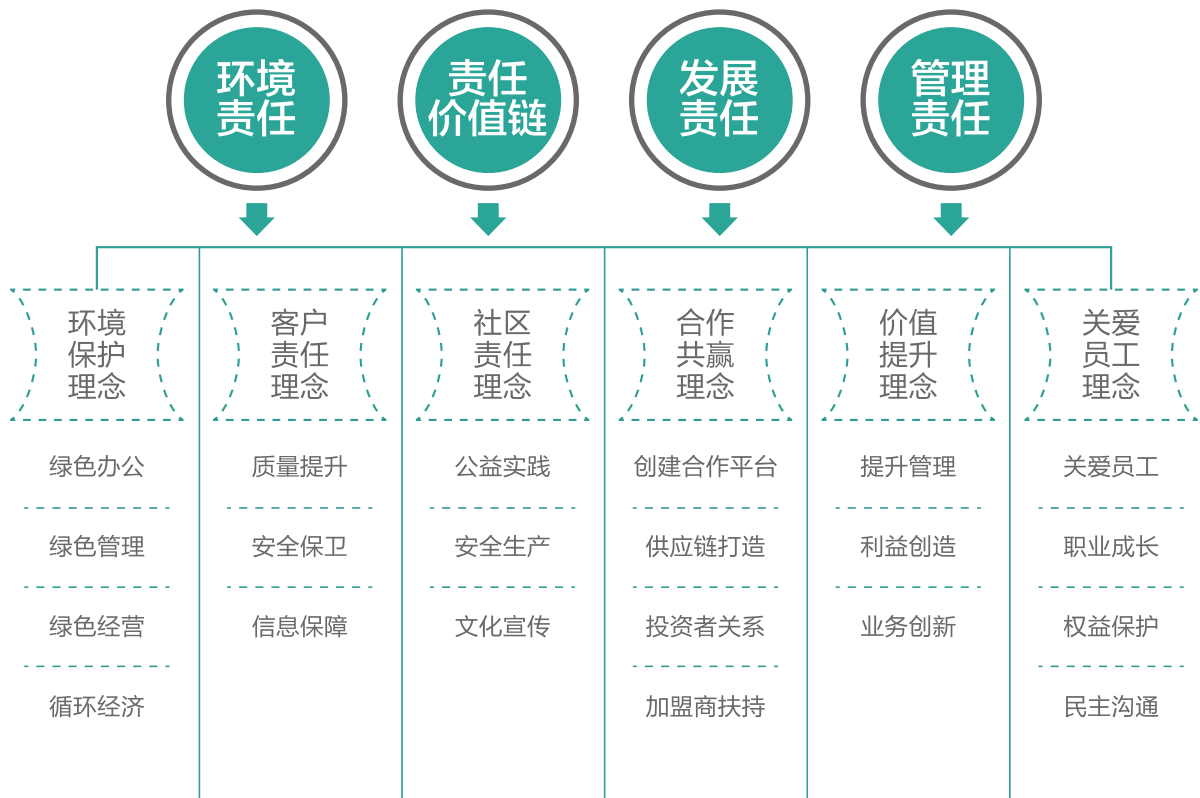 环境
责任
责任
价值链
发展
责任
管理
责任
环境
保护
理念
客户
责任
理念
社区
责任
理念
合作
共赢
理念
价值
提升
理念
关爱
员工
理念
绿色办公
绿色管理
绿色经营
循环经济
质量提升
安全保卫
信息保障
公益实践
安全生产
文化宣传
创建合作平台
供应链打造
投资者关系
加盟商扶持
提升管理
利益创造
业务创新
关爱员工
职业成长
权益保护
民主沟通